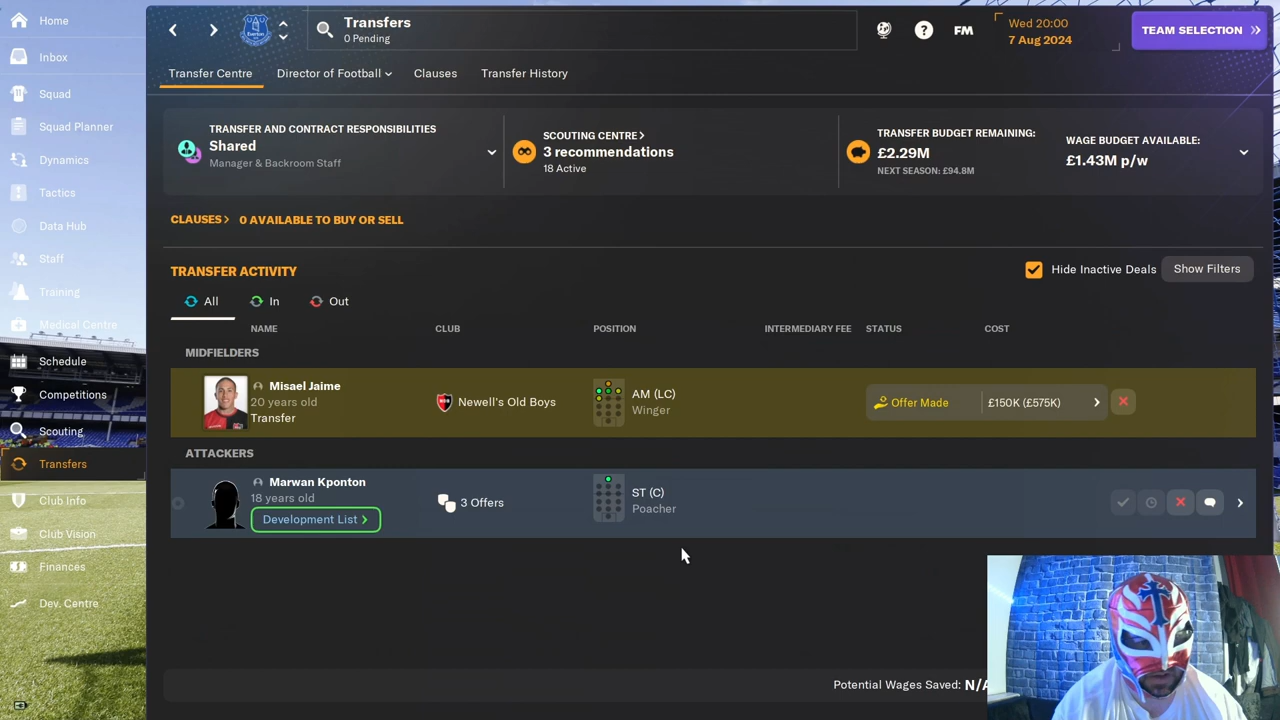 Home
Inbox
Squad
Squad Planner
Dynamics
Tactics
Data Hub
Staff
Training
Medical Centre
Schedule
Competitions
Scouting
Transfers
Club Info
Club Vision
Finances
Dev. Centre
Everton
Transfers
0 Pending
FM
Wed 20:00
7 Aug 2024
TEAM SELECTION
Transfer Centre
Director of Football
Clauses
Transfer History
TRANSFER AND CONTRACT RESPONSIBILITIES
Shared
Manager & Backroom Staff
SCOUTING CENTRE
3 recommendations
18 Active
TRANSFER BUDGET REMAINING:
£2.29M
NEXT SEASON: £94.8M
WAGE BUDGET AVAILABLE:
£1.43M p/w
CLAUSES 0 AVAILABLE TO BUY OR SELL
TRANSFER ACTIVITY
Hide Inactive Deals
Show Filters
All In Out
NAME CLUB POSITION INTERMEDIARY FEE STATUS COST
MIDFIELDERS
Misael Jaime
20 years old
Transfer
Newell's Old Boys
AM (LC)
Winger
Offer Made
£150K (£575K)
ATTACKERS
Marwan Kponton
18 years old
Development List
3 Offers
ST (C)
Poacher
Potential Wages Saved: N/A